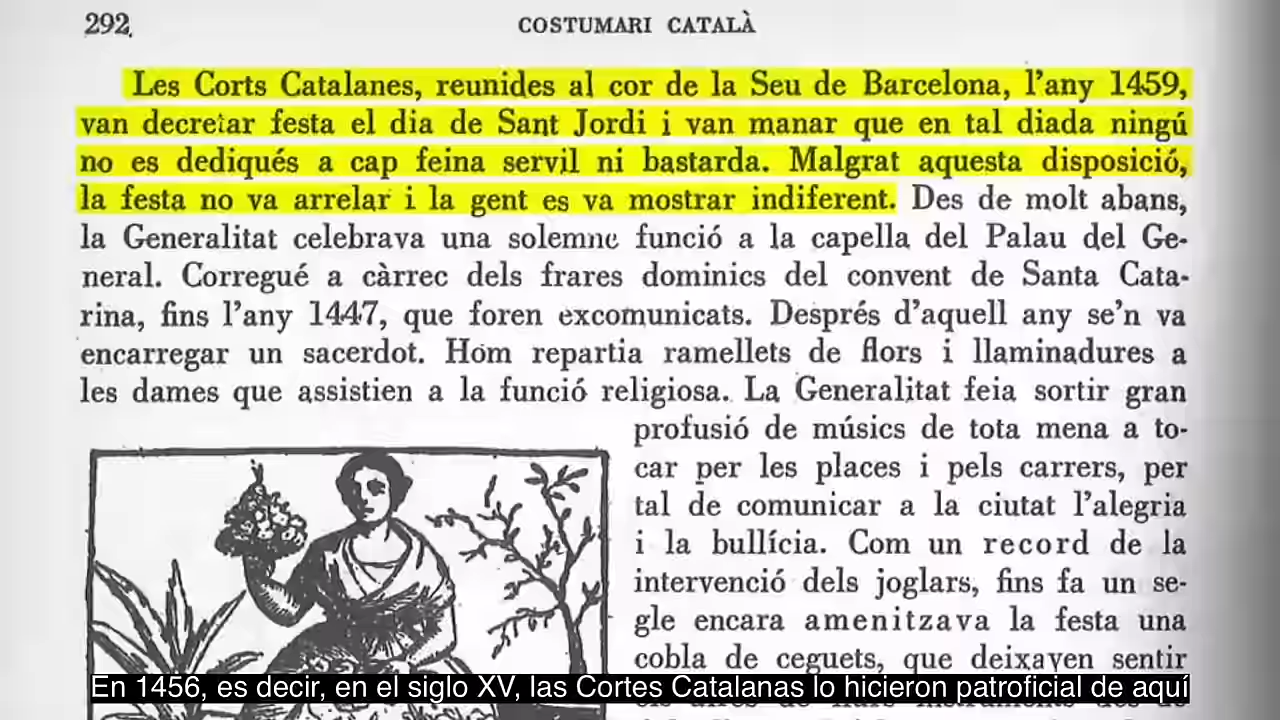 292
COSTUMARI CATALÀ
Les Corts Catalanes, reunides al cor de la Seu de Barcelona, l'any 1459,
van decretar festa el dia de Sant Jordi i van manar que en tal diada ningú
no es dediqués a cap feina servil ni bastarda. Malgrat aquesta disposició,
la festa no va arrelar i la gent es va mostrar indiferent. Des de molt abans,
la Generalitat celebrava una solemne funció a la capella del Palau del Ge-
neral. Corregué a càrrec dels frares dominics del convent de Santa Cata-
rina, fins l'any 1447, que foren excomunicats. Després d'aquell any se'n va
encarregar un sacerdot. Hom repartia ramellets de flors i llaminadures a
les dames que assistien a la funció religiosa. La Generalitat feia sortir gran
profusió de músics de tota mena a to-
car per les places i pels carrers, per
tal de comunicar a la ciutat l'alegria
i la bullícia. Com un record de la
intervenció dels joglars, fins fa un se-
gle encara amenitzava la festa una
cobla de ceguets, que deixaven sentir
En 1456, es decir, en el siglo XV, las Cortes Catalanas lo hicieron patroficial de aquí